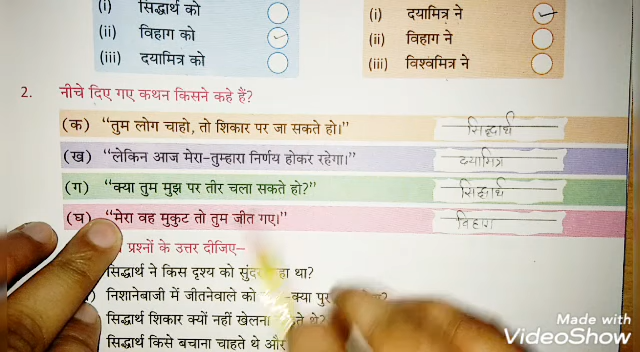 (i) सिद्धार्थ को
(ii) विहाग को
(iii) दयामित्र को
(i) दयामित्र ने
(ii) विहाग ने
(iii) विश्वमित्र ने
2. नीचे दिए गए कथन किसने कहे हैं?
(क) “तुम लोग चाहो, तो शिकार पर जा सकते हो।” सिद्धार्थ
(ख) “लेकिन आज मेरा-तुम्हारा निर्णय होकर रहेगा।” दयामित्र
(ग) “क्या तुम मुझ पर तीर चला सकते हो?” सिद्धार्थ
(घ) “मेरा वह मुकुट तो तुम जीत गए।” विहाग
प्रश्नों के उत्तर दीजिए–
सिद्धार्थ ने किस दृश्य को था?
निशानेबाजी में जीतनेवाले को क्या
सिद्धार्थ शिकार क्यों नहीं खेलना थे?
सिद्धार्थ किसे बचाना चाहते थे और
Made with
VideoShow